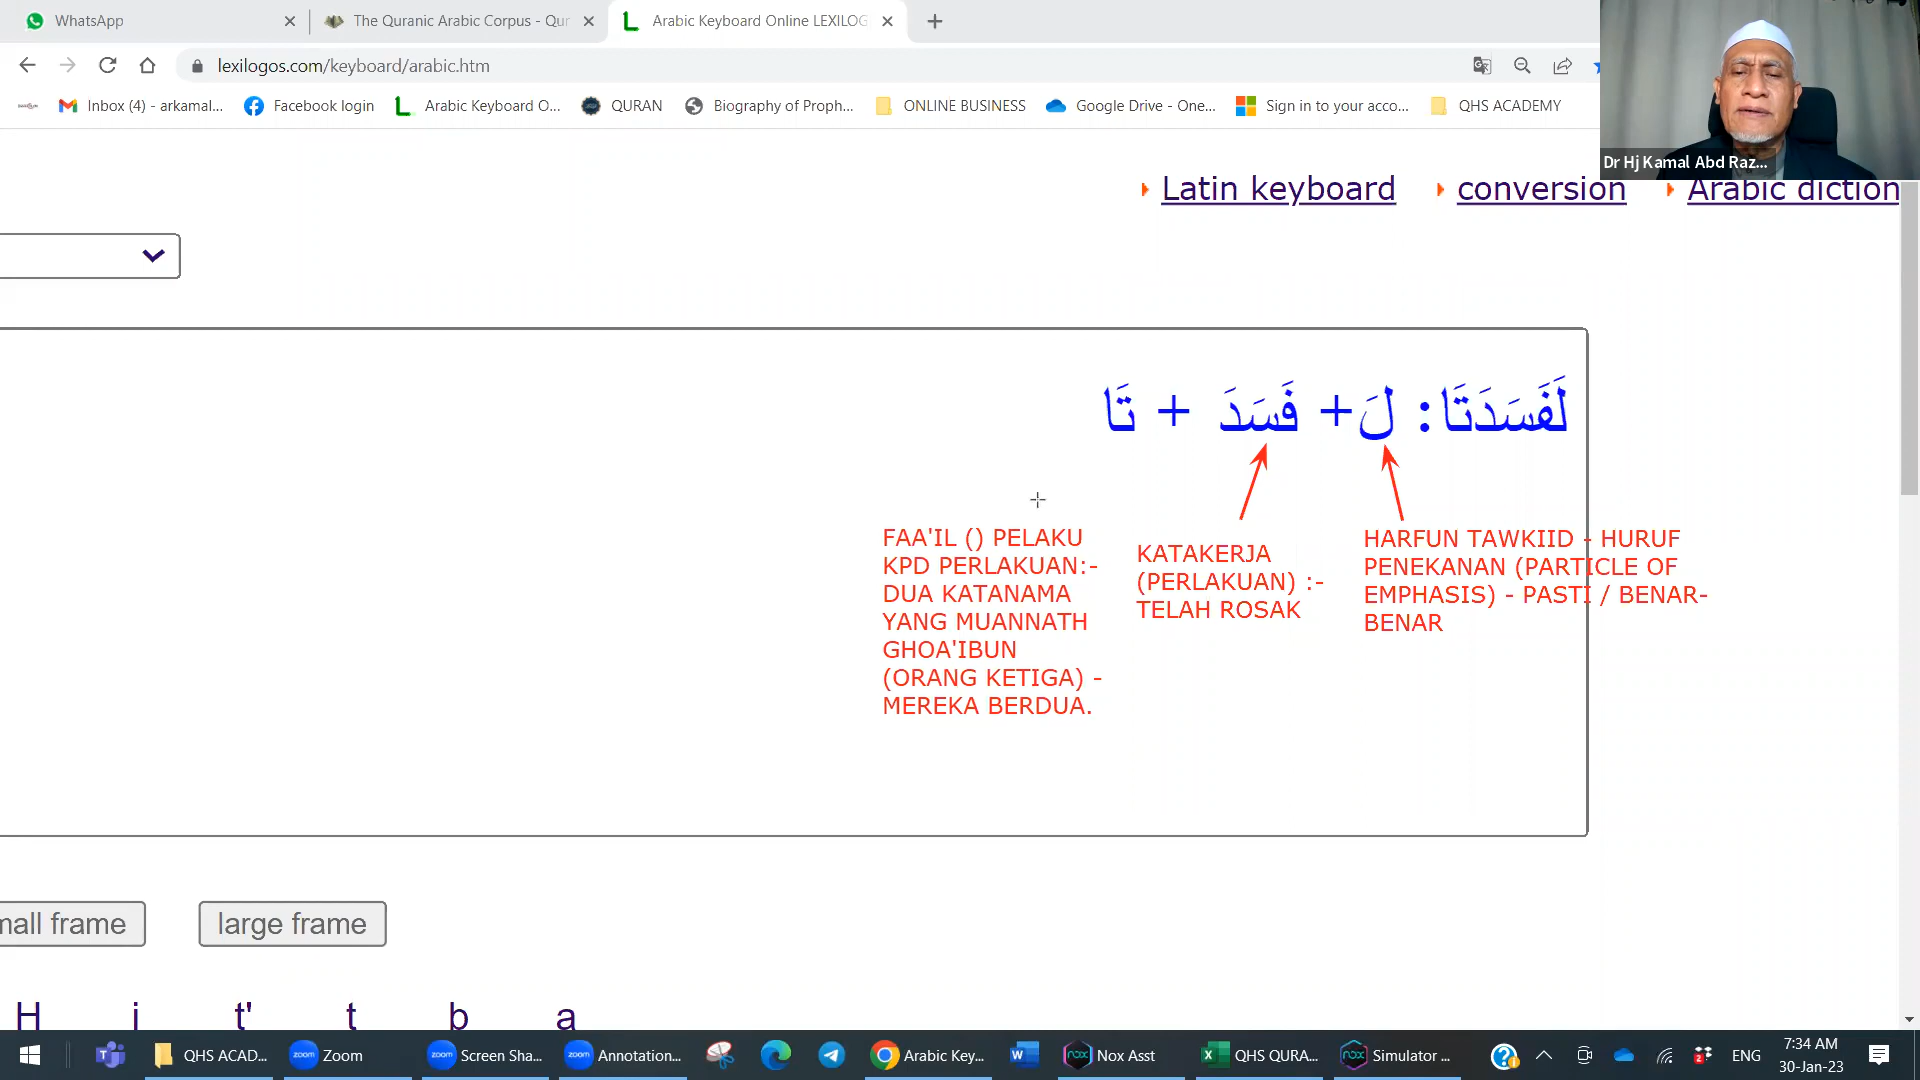 WhatsApp
The Quranic Arabic Corpus - Qur
Arabic Keyboard Online LEXILOG
lexilogos.com/keyboard/arabic.htm
Inbox (4) - arkamal...
Facebook login
Arabic Keyboard O...
QURAN
Biography of Proph...
ONLINE BUSINESS
Google Drive - One...
Sign in to your acco...
QHS ACADEMY
Dr Hj Kamal Abd Raz...
Latin keyboard
conversion
Arabic diction
لَفَسَدَتَا: لَ+ فَسَدَ + تَا
FAA'IL () PELAKU
KPD PERLAKUAN:-
DUA KATANAMA
YANG MUANNATH
GHOA'IBUN
(ORANG KETIGA) -
MEREKA BERDUA.
KATAKERJA
(PERLAKUAN) :-
TELAH ROSAK
HARFUN TAWKIID - HURUF
PENEKANAN (PARTICLE OF
EMPHASIS) - PASTI / BENAR-
BENAR
mall frame
large frame
H i t' t b a
QHS ACAD...
Zoom
Screen Sha...
Annotation...
Arabic Key...
Nox Asst
QHS QURA...
Simulator ...
ENG
7:34 AM
30-Jan-23